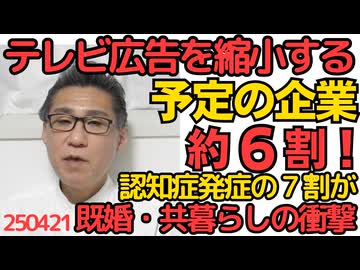 テレビ広告を縮小する
予定の企業
約６割！
認知症発症の７割が
250421 既婚・共暮らしの衝撃